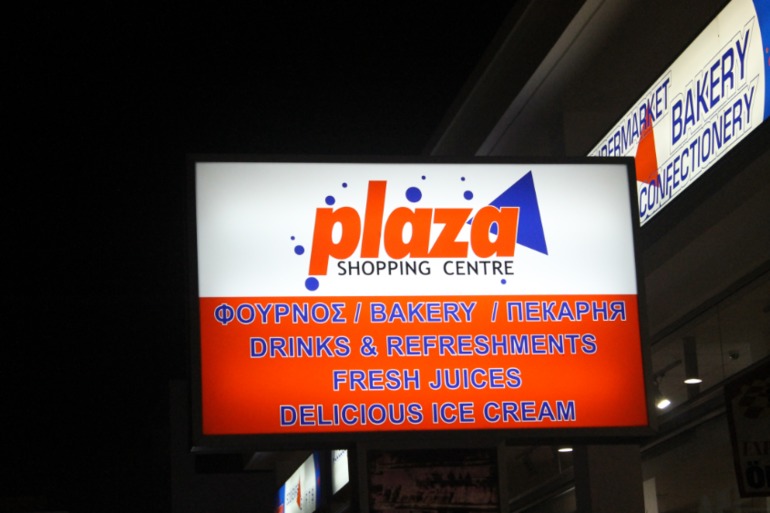 plaza
SHOPPING CENTRE
ΦΟΥΡΝΟΣ / BAKERY / ПЕКАРНЯ
DRINKS & REFRESHMENTS
FRESH JUICES
DELICIOUS ICE CREAM
BAKERY
CONFECTIONERY